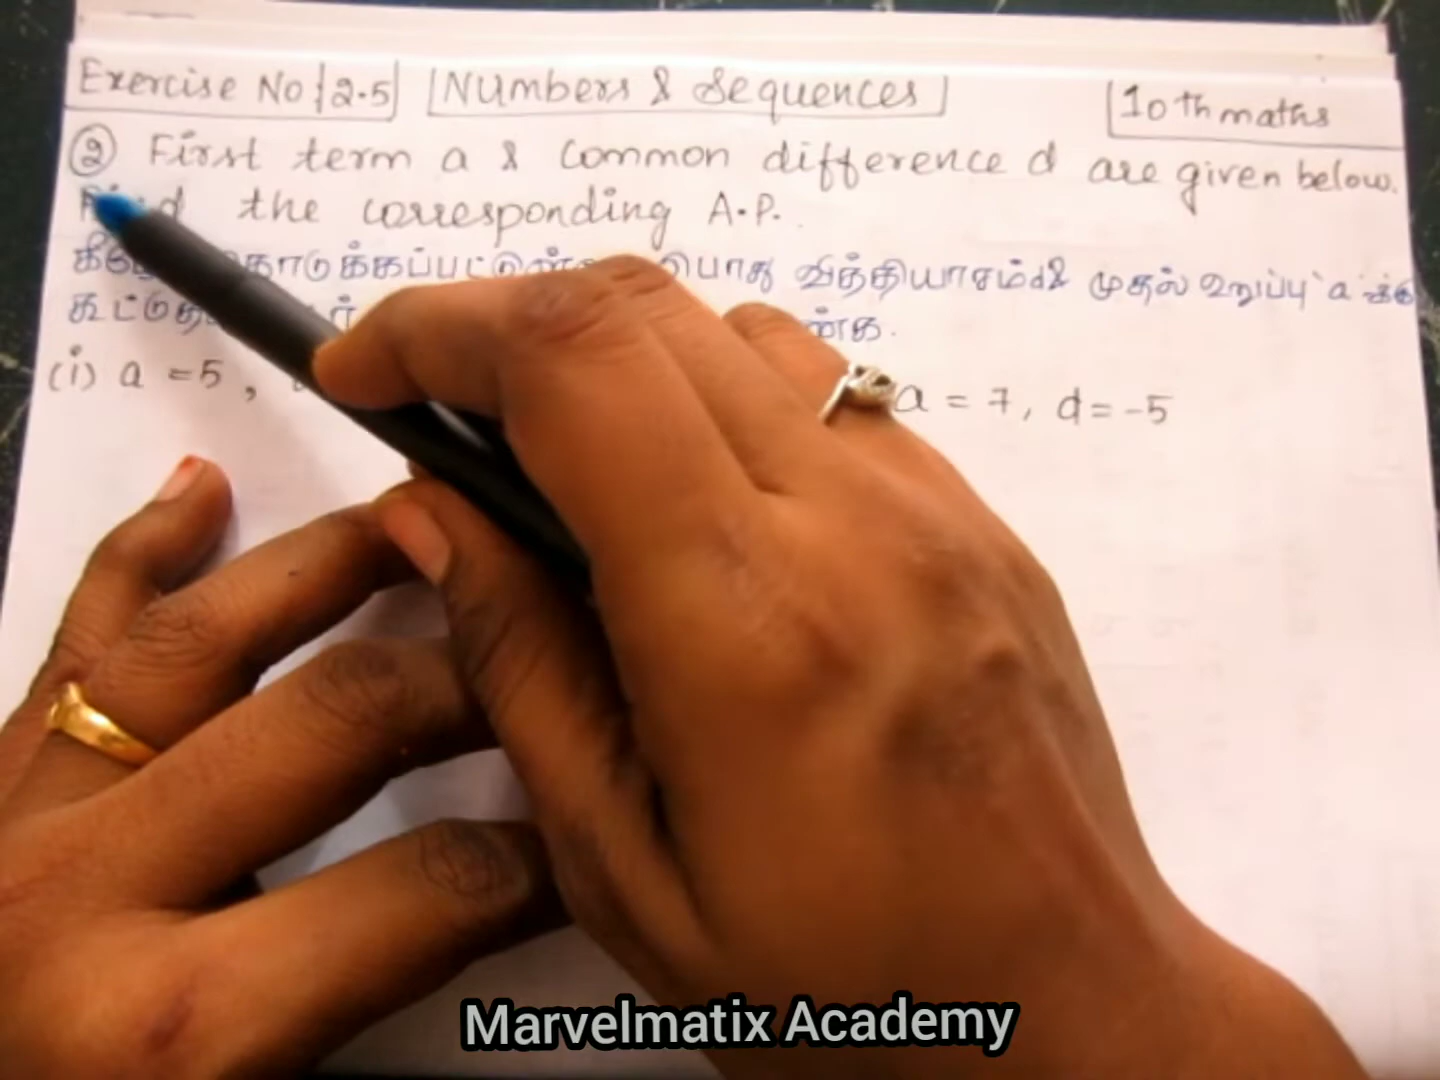 Exercise No: 2.5 Numbers & Sequences 10th maths
② First term a & common difference d are given below.
Find the corresponding A.P.
பொது வித்தியாசம் d & முதல் உறுப்பு `a'-க்கு
(i) a = 5 ,
a = 7, d = -5
Marvelmatix Academy